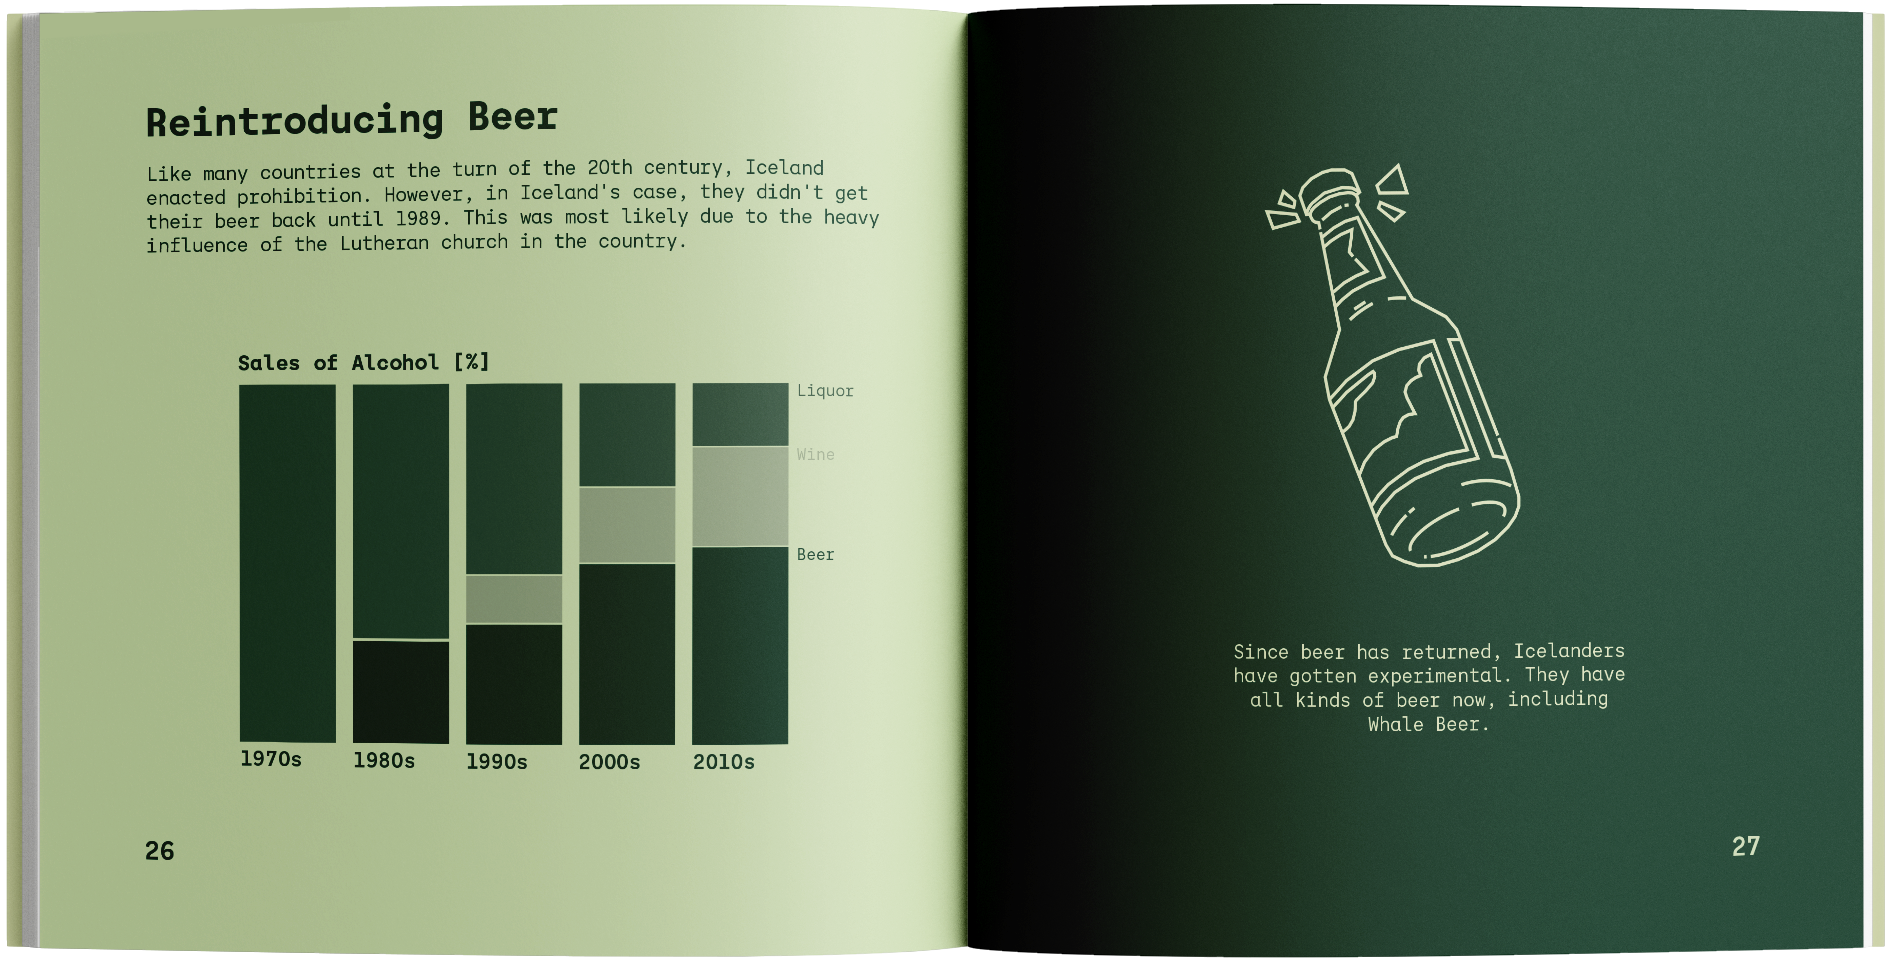 Reintroducing Beer
Like many countries at the turn of the 20th century, Iceland
enacted prohibition. However, in Iceland's case, they didn't get
their beer back until 1989. This was most likely due to the heavy
influence of the Lutheran church in the country.
Sales of Alcohol [%]
Liquor
Wine
Beer
1970s 1980s 1990s 2000s 2010s
26
Since beer has returned, Icelanders
have gotten experimental. They have
all kinds of beer now, including
Whale Beer.
27